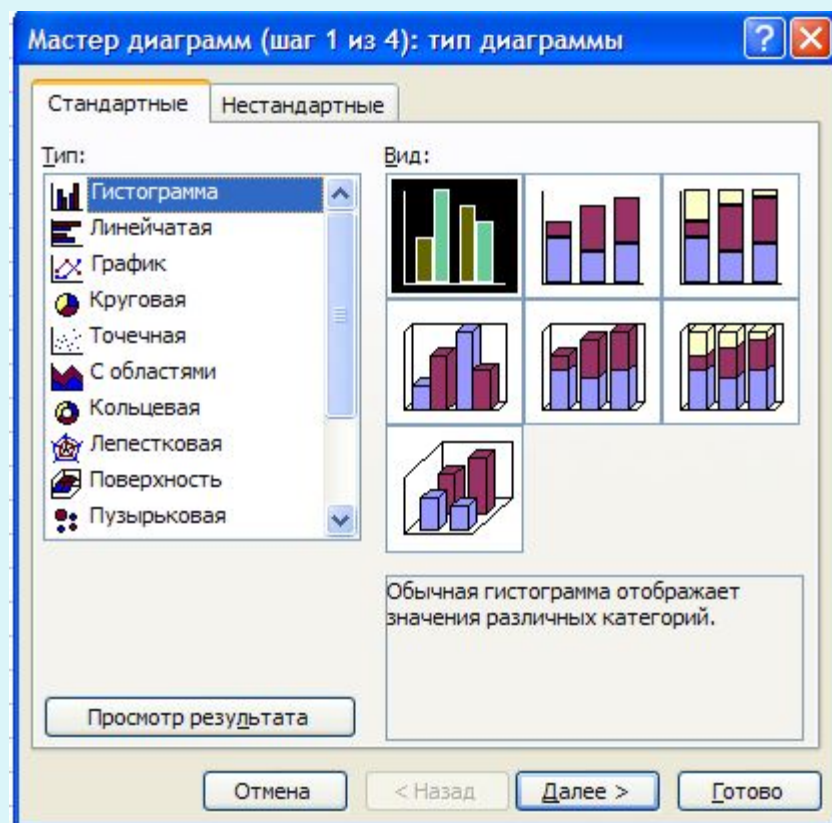 Мастер диаграмм (шаг 1 из 4): тип диаграммы
Стандартные
Нестандартные
Тип:
Гистограмма
Линейчатая
График
Круговая
Точечная
С областями
Кольцевая
Лепестковая
Поверхность
Пузырьковая
Вид:
Обычная гистограмма отображает
значения различных категорий.
Просмотр результата
Отмена
< Назад
Далее >
Готово